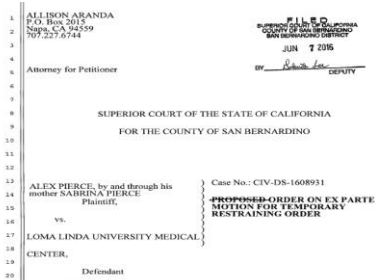 1 ALLISON ARANDA
2 P.O. Box 2015
Napa, CA 94559
3 707.227.6744
4 Attorney for Petitioner
5
6
7
8 SUPERIOR COURT OF THE STATE OF CALIFORNIA
9 FOR THE COUNTY OF SAN BERNARDINO
10
11
12
13 ALEX PIERCE, by and through his
14 mother SABRINA PIERCE
Plaintiff,
15
16 vs.
17 LOMA LINDA UNIVERSITY MEDICAL
18 CENTER,
19
20 Defendant
FILED
SUPERIOR COURT OF CALIFORNIA
COUNTY OF SAN BERNARDINO
SAN BERNARDINO DISTRICT
JUN 7 2016
BY
DEPUTY
Case No.: CIV-DS-1608931
PROPOSED ORDER ON EX PARTE
MOTION FOR TEMPORARY
RESTRAINING ORDER